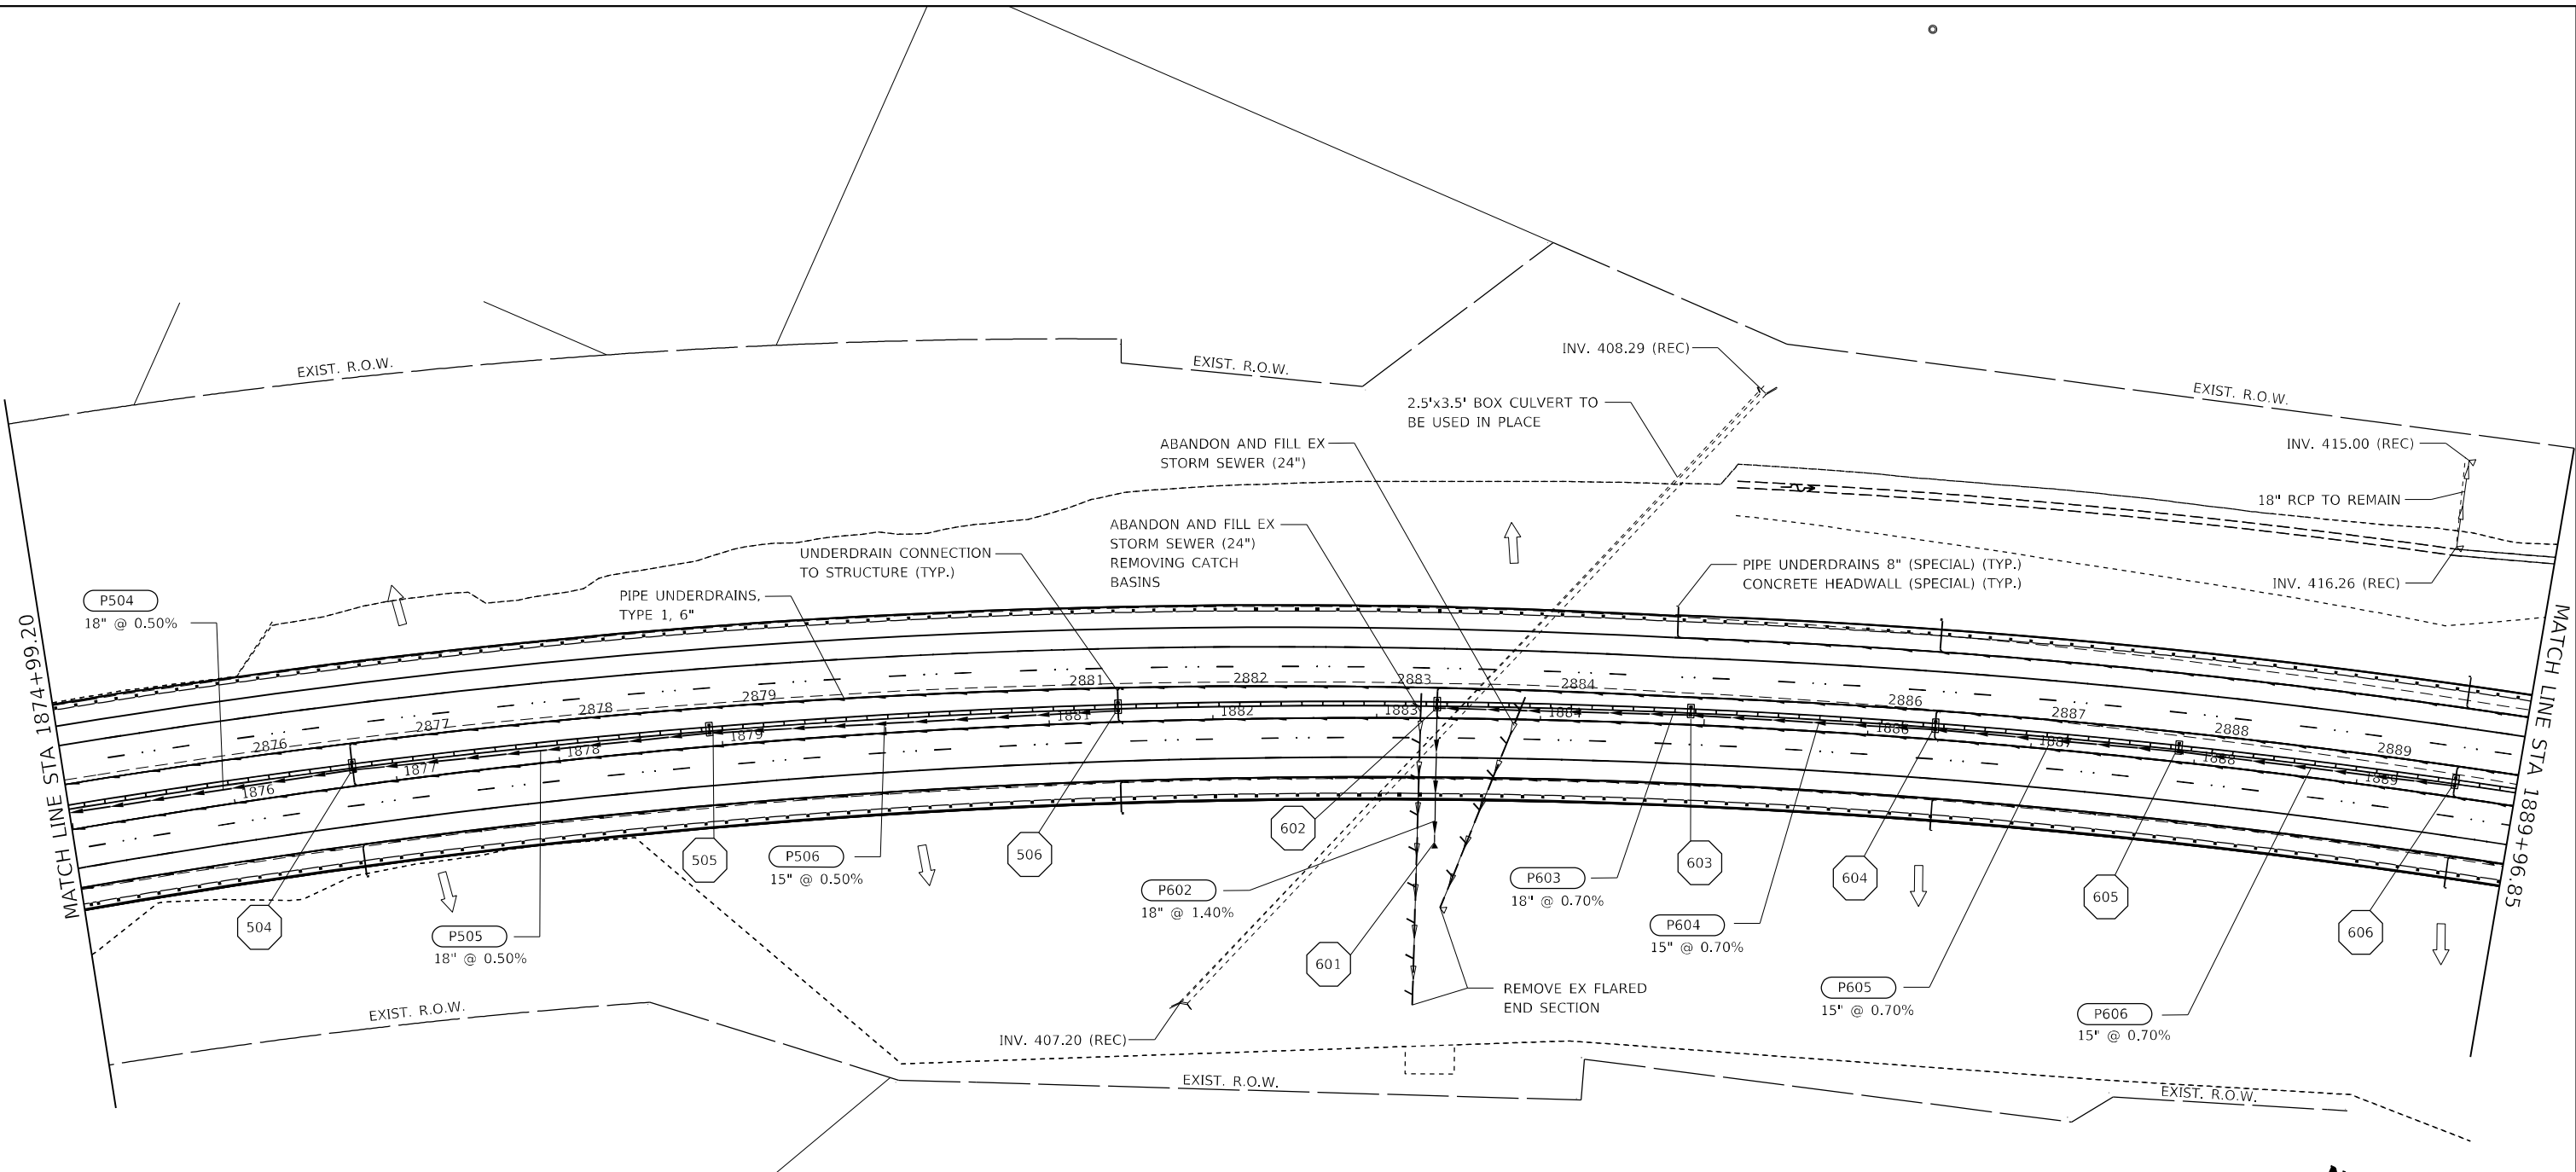 EXIST. R.O.W.
EXIST. R.O.W.
INV. 408.29 (REC)
EXIST. R.O.W.
2.5'x3.5' BOX CULVERT TO
BE USED IN PLACE
ABANDON AND FILL EX
STORM SEWER (24")
INV. 415.00 (REC)
18" RCP TO REMAIN
ABANDON AND FILL EX
STORM SEWER (24")
REMOVING CATCH
BASINS
UNDERDRAIN CONNECTION
TO STRUCTURE (TYP.)
PIPE UNDERDRAINS 8" (SPECIAL) (TYP.)
CONCRETE HEADWALL (SPECIAL) (TYP.)
INV. 416.26 (REC)
P504
18" @ 0.50%
PIPE UNDERDRAINS,
TYPE 1, 6"
MATCH LINE STA 1874+99.20
MATCH LINE STA 1889+96.85
2876
2877
2878
2879
2881
2882
2883
2884
2886
2887
2888
2889
1876
1877
1878
1879
1881
1882
1883
1884
1886
1887
1888
1889
504
P505
18" @ 0.50%
505
P506
15" @ 0.50%
506
602
P602
18" @ 1.40%
601
P603
18" @ 0.70%
603
P604
15" @ 0.70%
604
P605
15" @ 0.70%
605
P606
15" @ 0.70%
606
REMOVE EX FLARED
END SECTION
INV. 407.20 (REC)
EXIST. R.O.W.
EXIST. R.O.W.
EXIST. R.O.W.